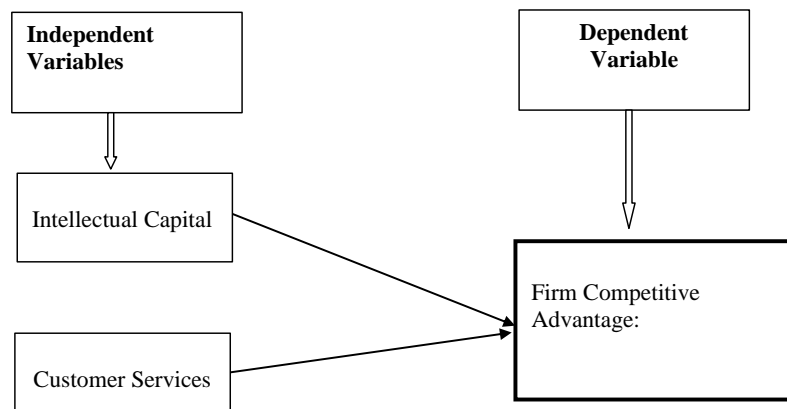 Independent
Variables
Dependent
Variable
Intellectual Capital
Firm Competitive
Advantage:
Customer Services